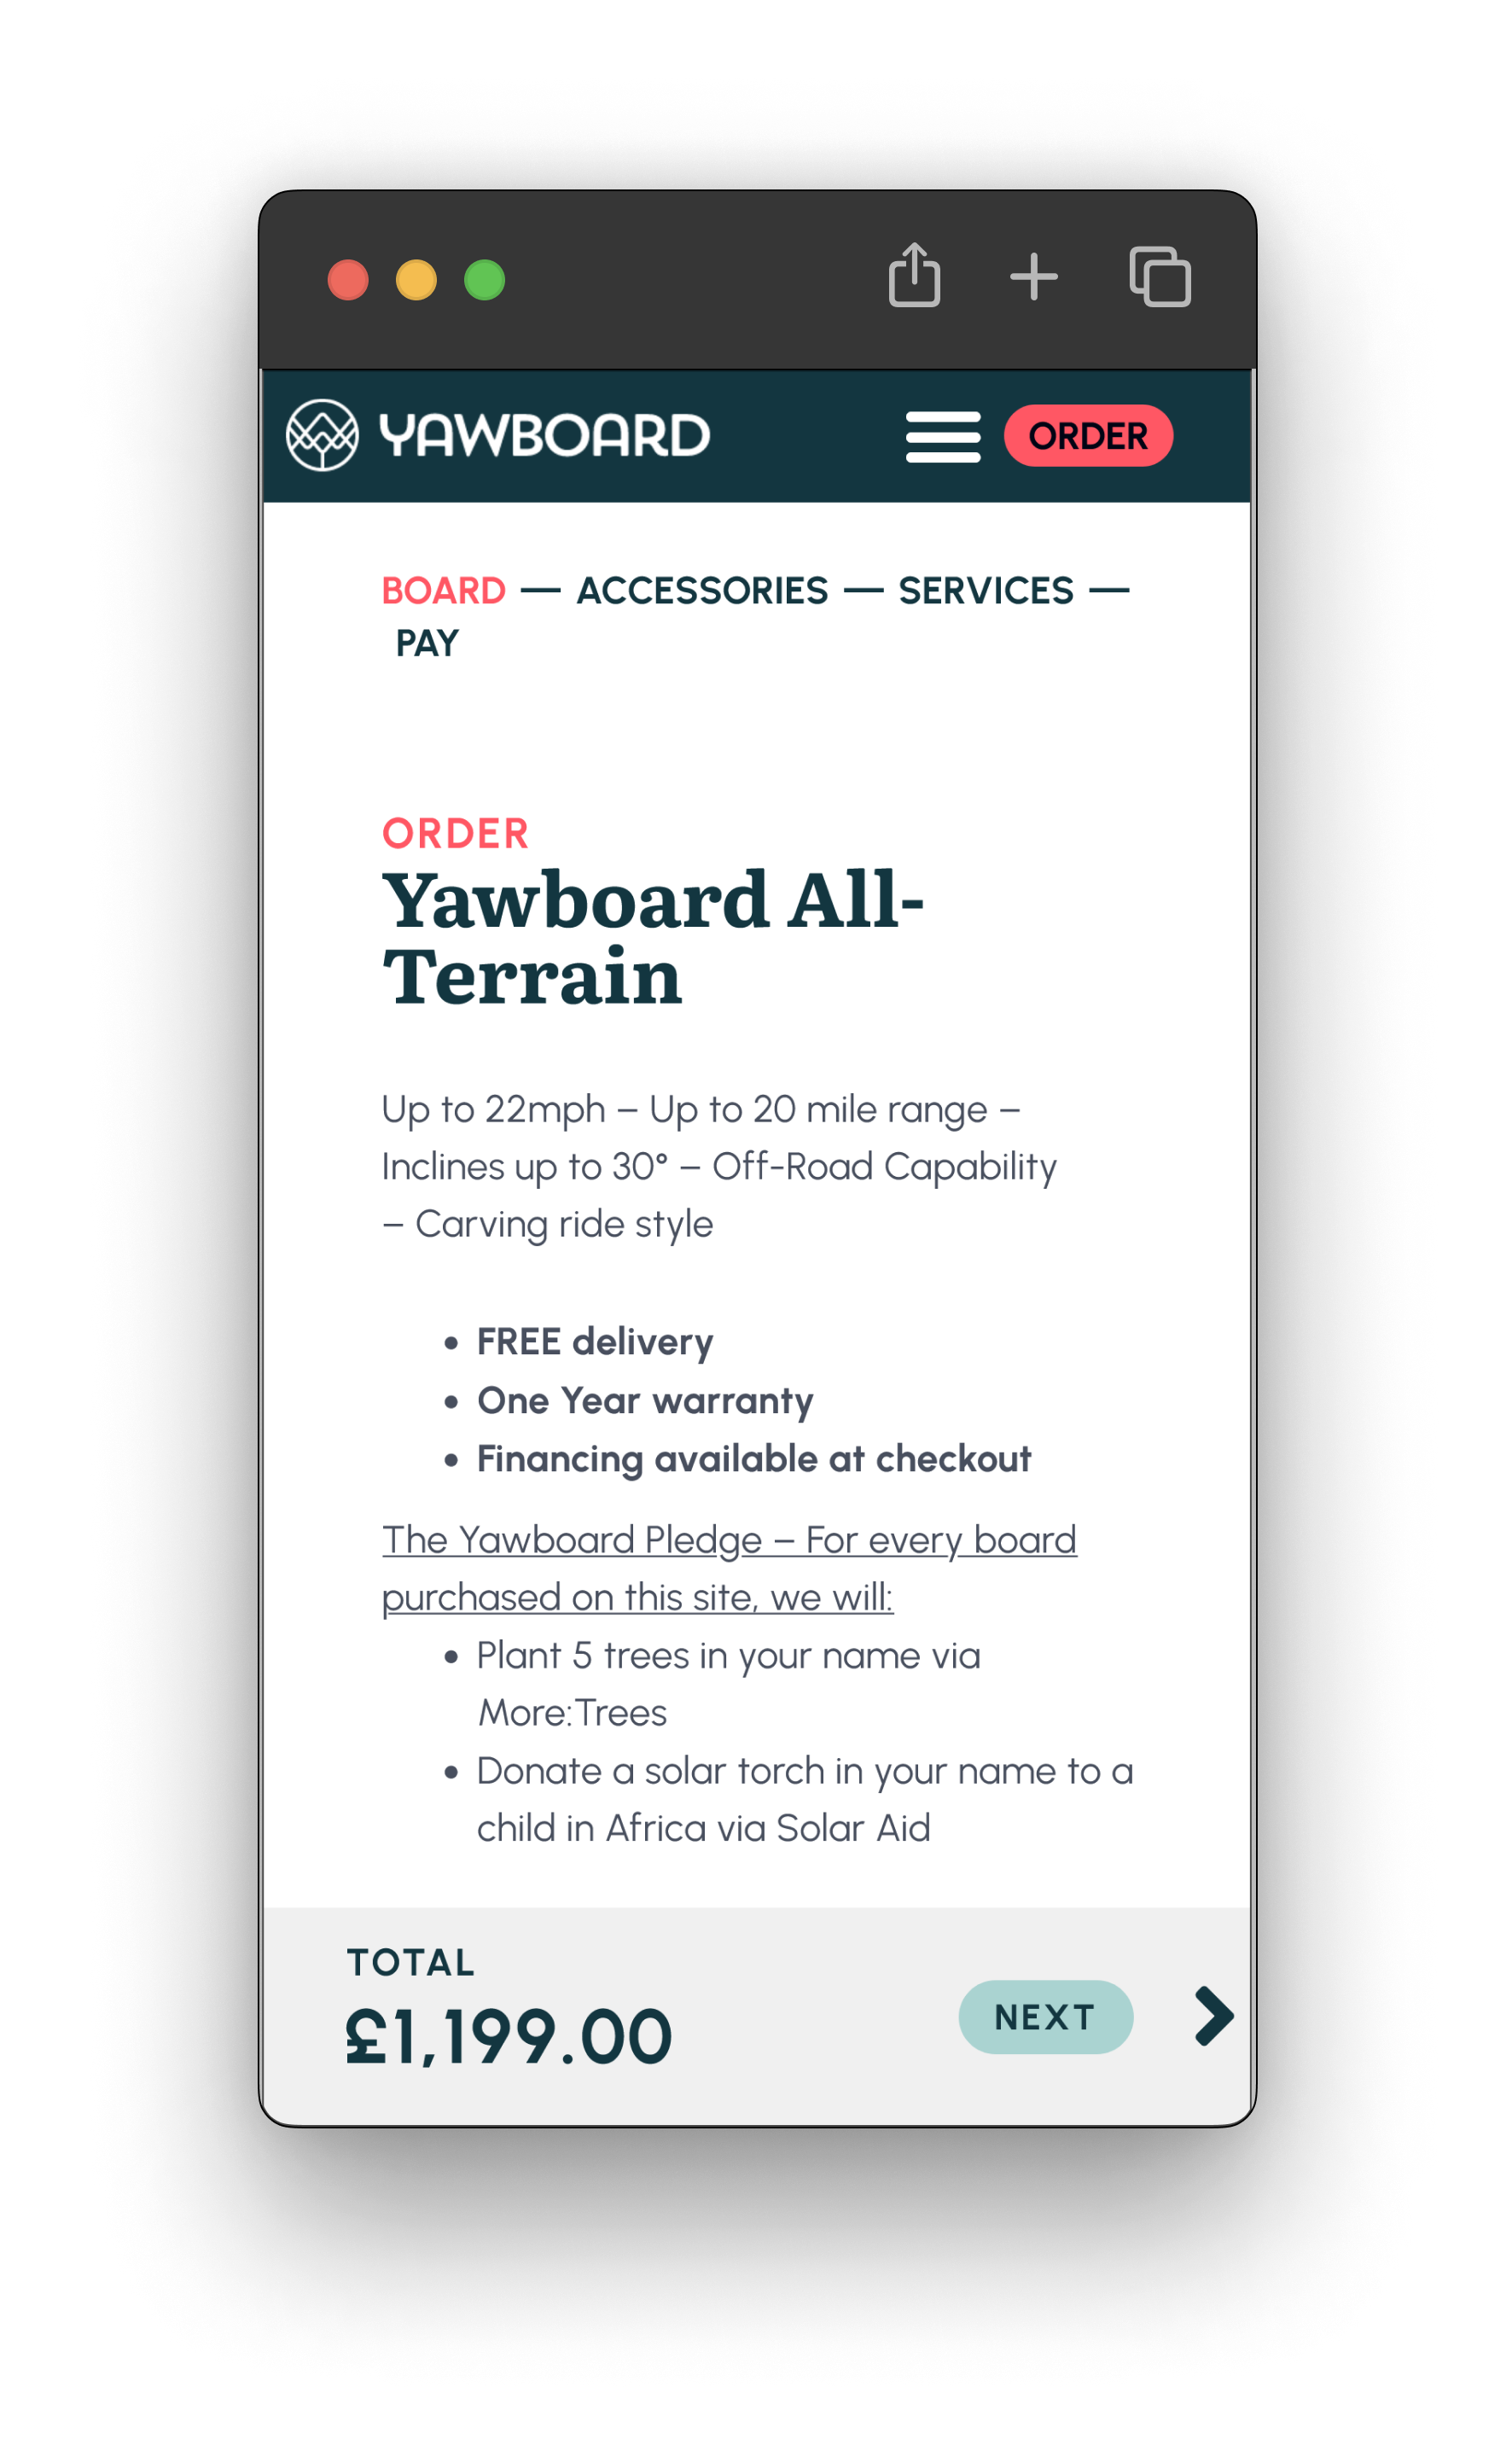 YAWBOARD ORDER
BOARD — ACCESSORIES — SERVICES —
PAY
ORDER
Yawboard All-
Terrain
Up to 22mph – Up to 20 mile range –
Inclines up to 30° – Off-Road Capability
– Carving ride style
• FREE delivery
• One Year warranty
• Financing available at checkout
The Yawboard Pledge – For every board
purchased on this site, we will:
• Plant 5 trees in your name via
More:Trees
• Donate a solar torch in your name to a
child in Africa via Solar Aid
TOTAL
£1,199.00
NEXT